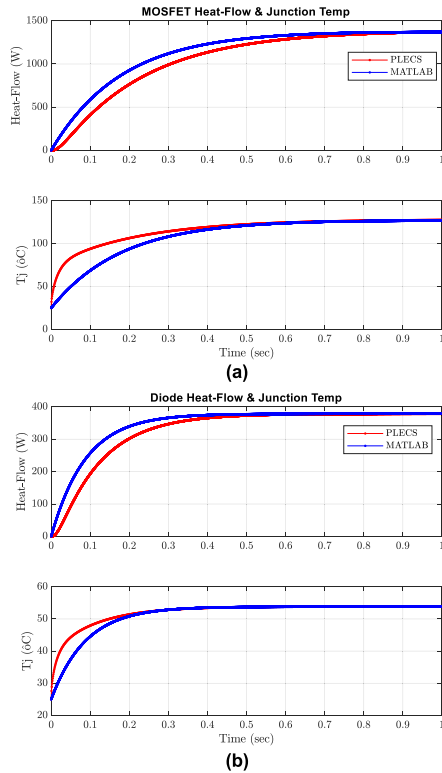 MOSFET Heat-Flow & Junction Temp
1500
1000
500
0
Heat-Flow (W)
PLECS
MATLAB
0 0.1 0.2 0.3 0.4 0.5 0.6 0.7 0.8 0.9 1
150
100
50
0
Tj (ôC)
0 0.1 0.2 0.3 0.4 0.5 0.6 0.7 0.8 0.9 1
Time (sec)
(a)
Diode Heat-Flow & Junction Temp
400
300
200
100
0
Heat-Flow (W)
PLECS
MATLAB
0 0.1 0.2 0.3 0.4 0.5 0.6 0.7 0.8 0.9 1
60
50
40
30
20
Tj (ôC)
0 0.1 0.2 0.3 0.4 0.5 0.6 0.7 0.8 0.9 1
Time (sec)
(b)